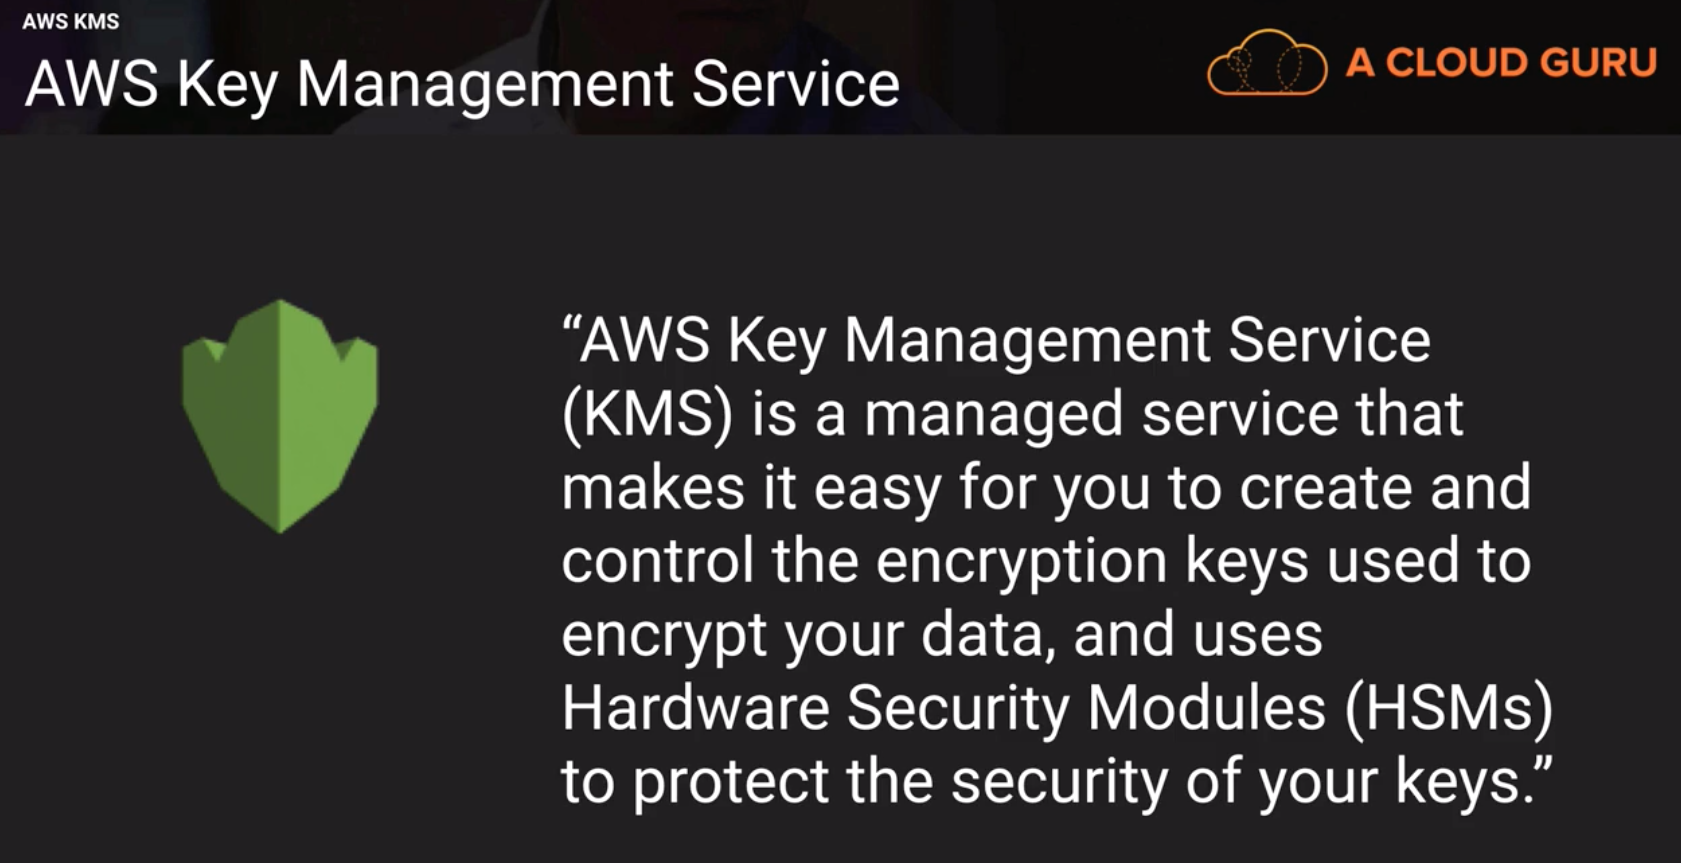 AWS KMS
AWS Key Management Service
A CLOUD GURU
“AWS Key Management Service
(KMS) is a managed service that
makes it easy for you to create and
control the encryption keys used to
encrypt your data, and uses
Hardware Security Modules (HSMs)
to protect the security of your keys.”